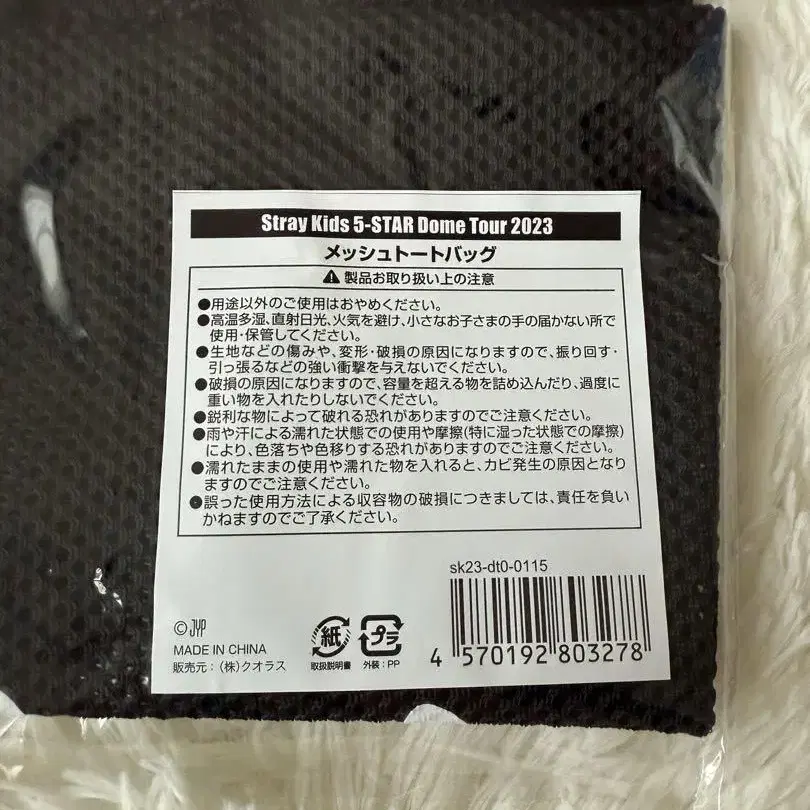 Stray Kids 5-STAR Dome Tour 2023
メッシュトートバッグ
⚠ 製品お取り扱い上の注意
●用途以外のご使用はおやめください。
●高温多湿、直射日光、火気を避け、小さなお子さまの手の届かない所で
使用・保管してください。
●生地などの傷みや、変形・破損の原因になりますので、振り回す・
引っ張るなどの強い衝撃を与えないでください。
●破損の原因になりますので、容量を超える物を詰め込んだり、過度に
重い物を入れたりしないでください。
●鋭利な物によって破れる恐れがありますのでご注意ください。
●雨や汗による濡れた状態での使用や摩擦(特に湿った状態での摩擦)
により、色落ちや色移りする恐れがありますのでご注意ください。
●濡れたままの使用や濡れた物を入れると、カビ発生の原因となり
ますのでご注意ください。
●誤った使用方法による収容物の破損につきましては、責任を負い
かねますのでご了承ください。
sk23-dt0-0115
©JYP
MADE IN CHINA
販売元:(株)クオラス
紙
取扱説明書
プラ
外装:PP
4 570192 803278